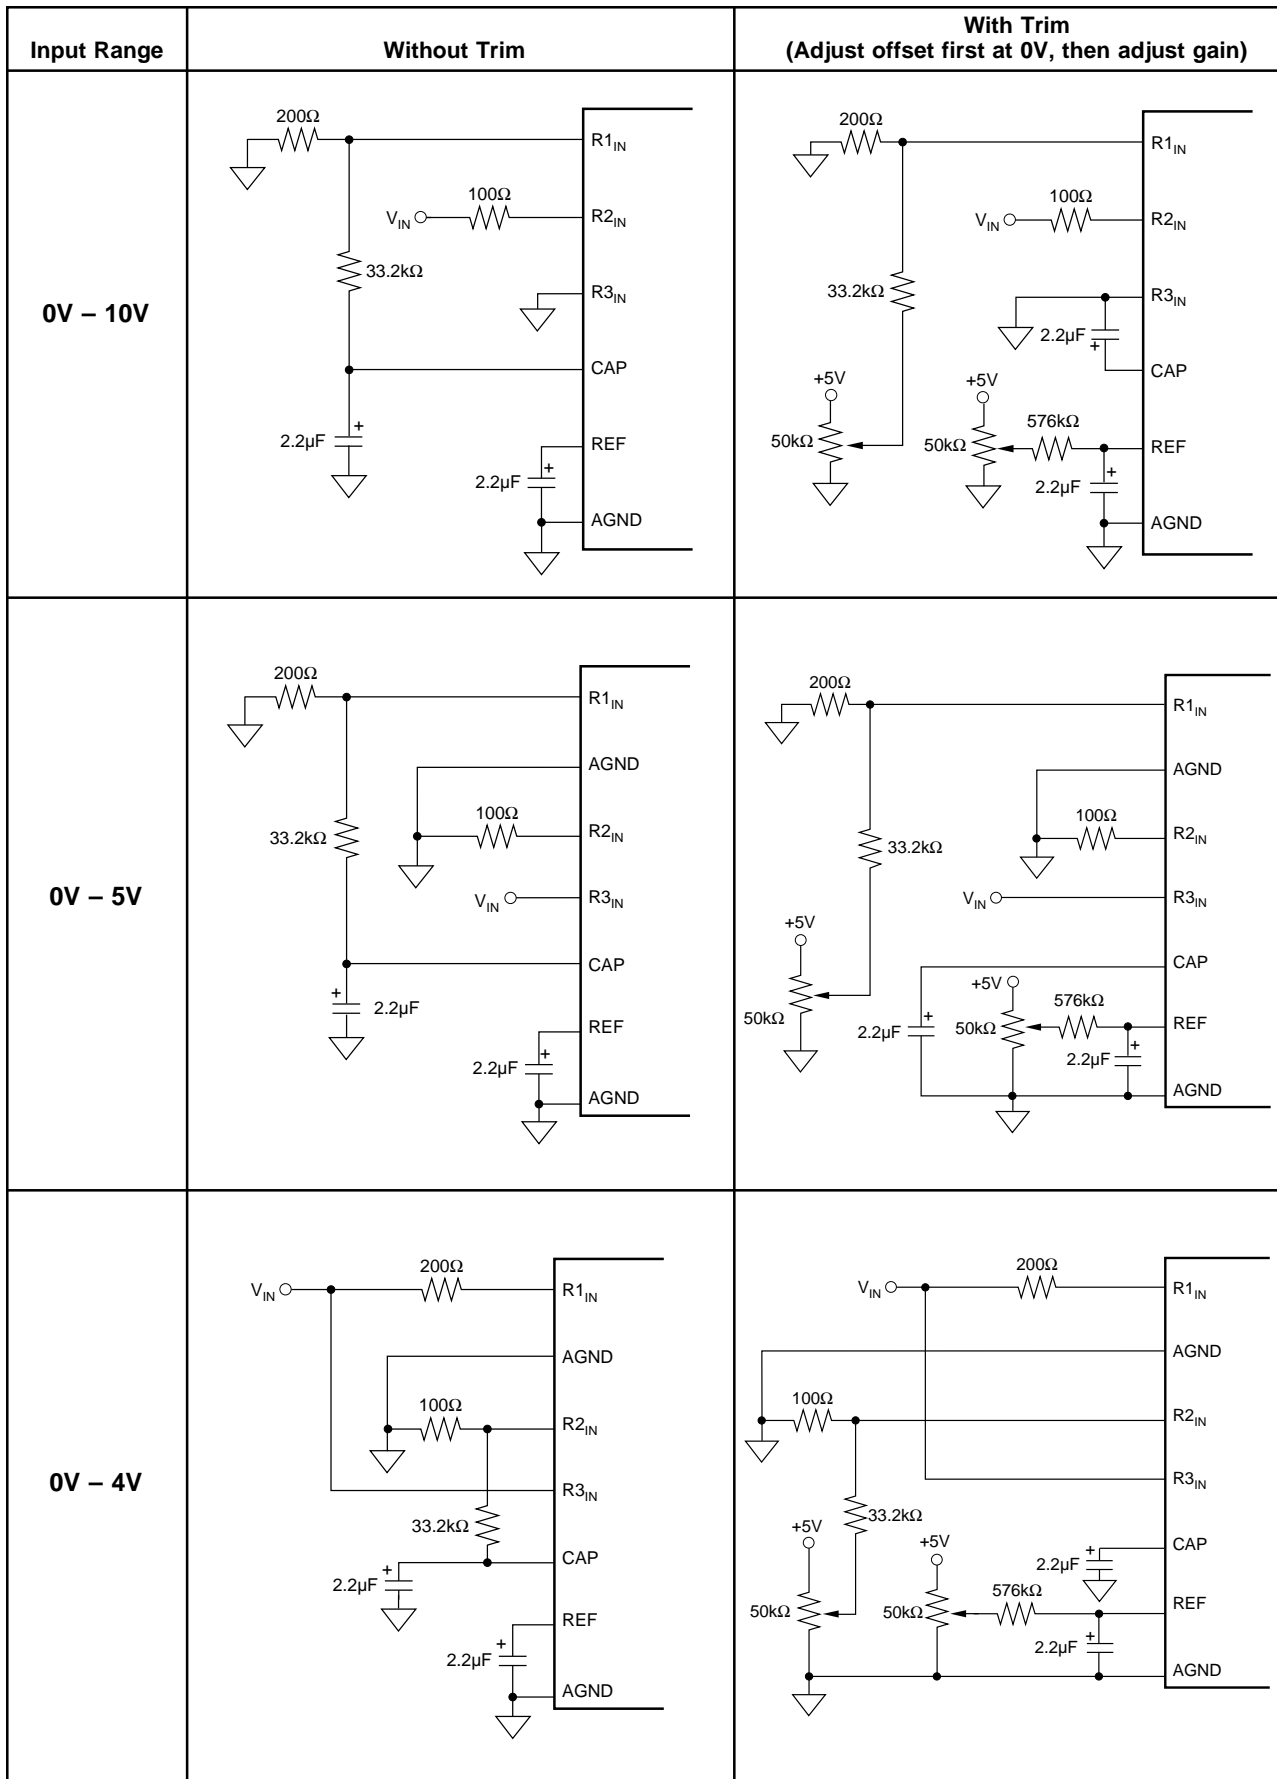 Input Range
Without Trim
With Trim
(Adjust offset first at 0V, then adjust gain)
0V – 10V
200Ω
R1IN
100Ω
VIN
R2IN
33.2kΩ
R3IN
CAP
+
2.2µF
REF
+
2.2µF
AGND
200Ω
R1IN
100Ω
VIN
R2IN
33.2kΩ
R3IN
2.2µF
+
CAP
+5V
+5V
576kΩ
50kΩ
50kΩ
REF
+
2.2µF
AGND
0V – 5V
200Ω
R1IN
AGND
100Ω
R2IN
33.2kΩ
VIN
R3IN
CAP
+
2.2µF
REF
+
2.2µF
AGND
200Ω
R1IN
AGND
100Ω
R2IN
33.2kΩ
VIN
R3IN
+5V
CAP
+5V
576kΩ
50kΩ
+
2.2µF
50kΩ
REF
+
2.2µF
AGND
0V – 4V
200Ω
VIN
R1IN
AGND
100Ω
R2IN
R3IN
33.2kΩ
CAP
+
2.2µF
REF
+
2.2µF
AGND
200Ω
VIN
R1IN
AGND
100Ω
R2IN
R3IN
33.2kΩ
+5V
+5V
CAP
+
2.2µF
576kΩ
50kΩ
50kΩ
REF
+
2.2µF
AGND